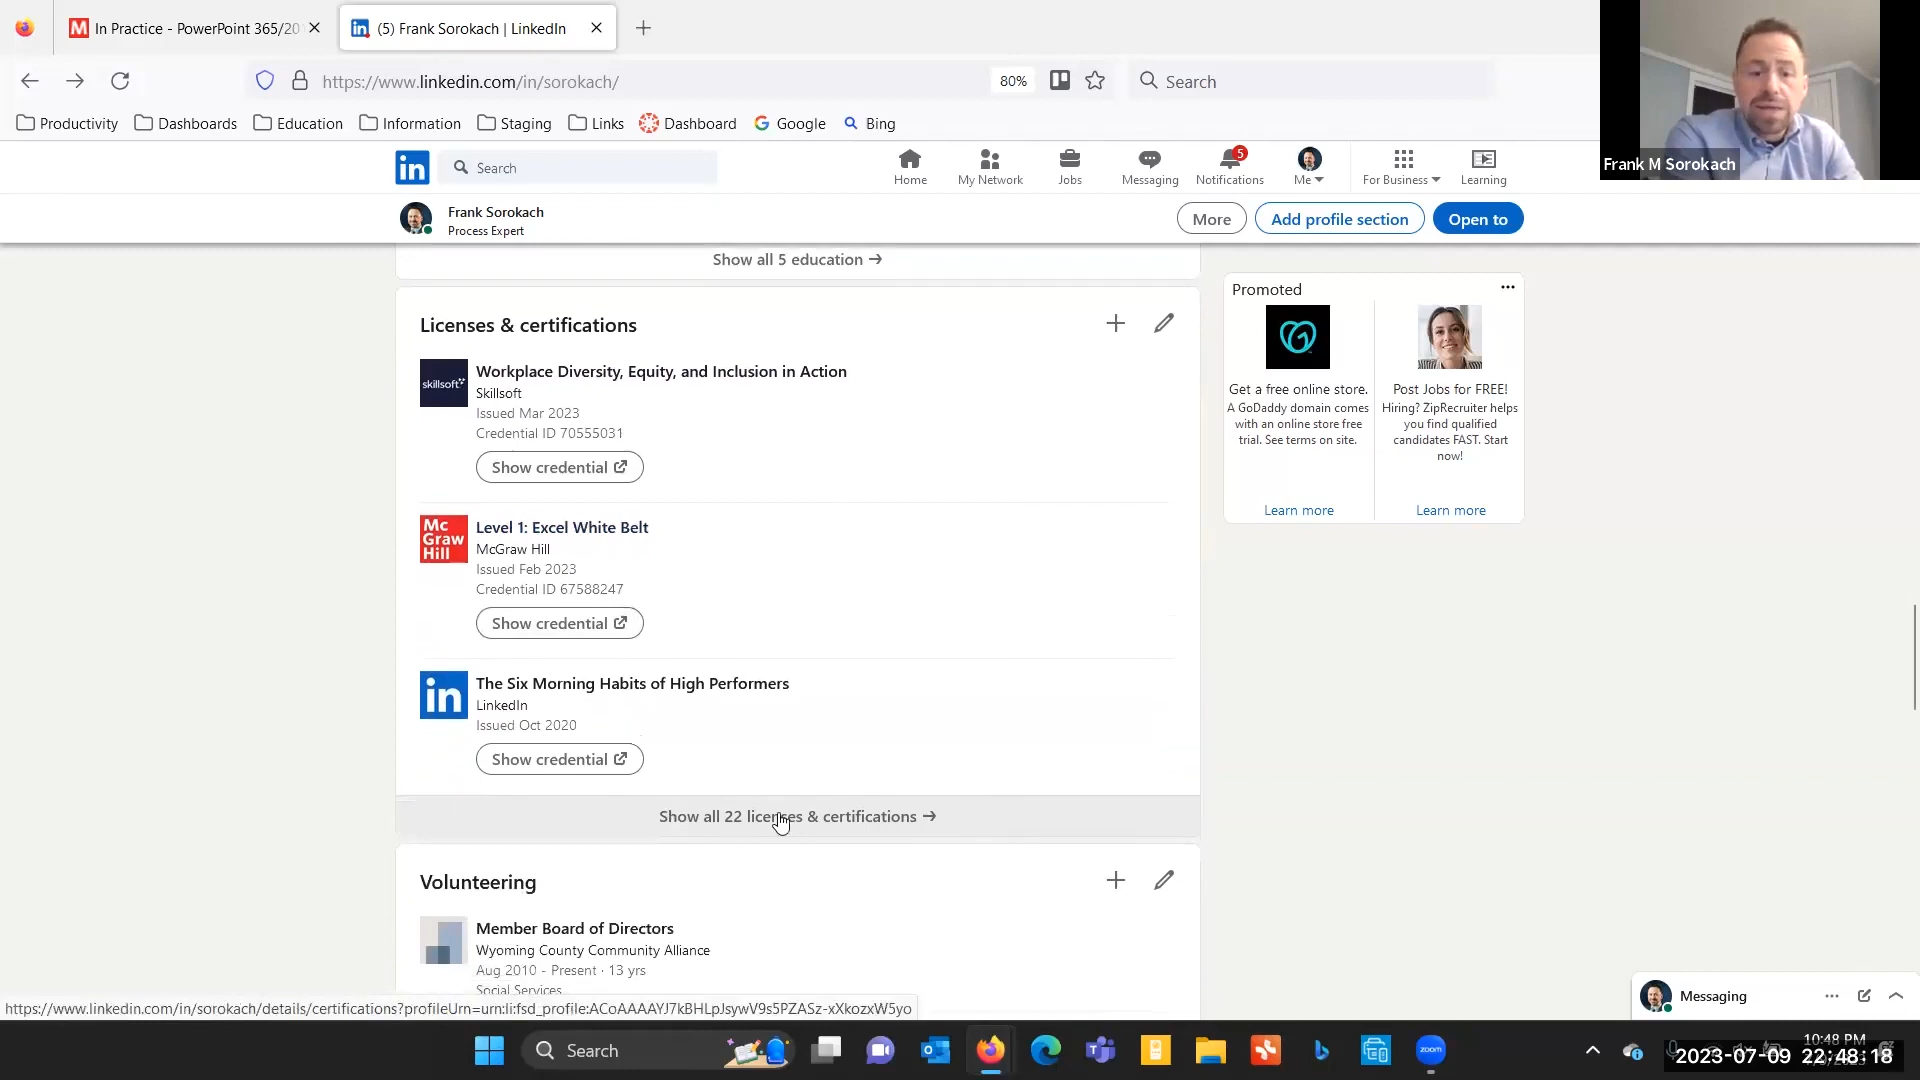 In Practice - PowerPoint 365/20
(5) Frank Sorokach | LinkedIn
https://www.linkedin.com/in/sorokach/
80%
Search
Productivity
Dashboards
Education
Information
Staging
Links
Dashboard
Google
Bing
Frank M Sorokach
in
Search
Home
My Network
Jobs
Messaging
5
Notifications
Me
For Business
Learning
Frank Sorokach
Process Expert
More
Add profile section
Open to
Show all 5 education →
Licenses & certifications
skillsoft
Workplace Diversity, Equity, and Inclusion in Action
Skillsoft
Issued Mar 2023
Credential ID 70555031
Show credential
Mc
Graw
Hill
Level 1: Excel White Belt
McGraw Hill
Issued Feb 2023
Credential ID 67588247
Show credential
in
The Six Morning Habits of High Performers
LinkedIn
Issued Oct 2020
Show credential
Show all 22 licenses & certifications →
Volunteering
Member Board of Directors
Wyoming County Community Alliance
Aug 2010 - Present · 13 yrs
Social Services
Promoted
Get a free online store.
A GoDaddy domain comes
with an online store free
trial. See terms on site.
Learn more
Post Jobs for FREE!
Hiring? ZipRecruiter helps
you find qualified
candidates FAST. Start
now!
Learn more
Messaging
https://www.linkedin.com/in/sorokach/details/certifications?profileUrn=urn:li:fsd_profile:ACoAAAAYJ7kBHLpJsywV9s5PZASz-xXkozxW5yo
Search
zoom
10:48 PM
2023-07-09 22:48:18